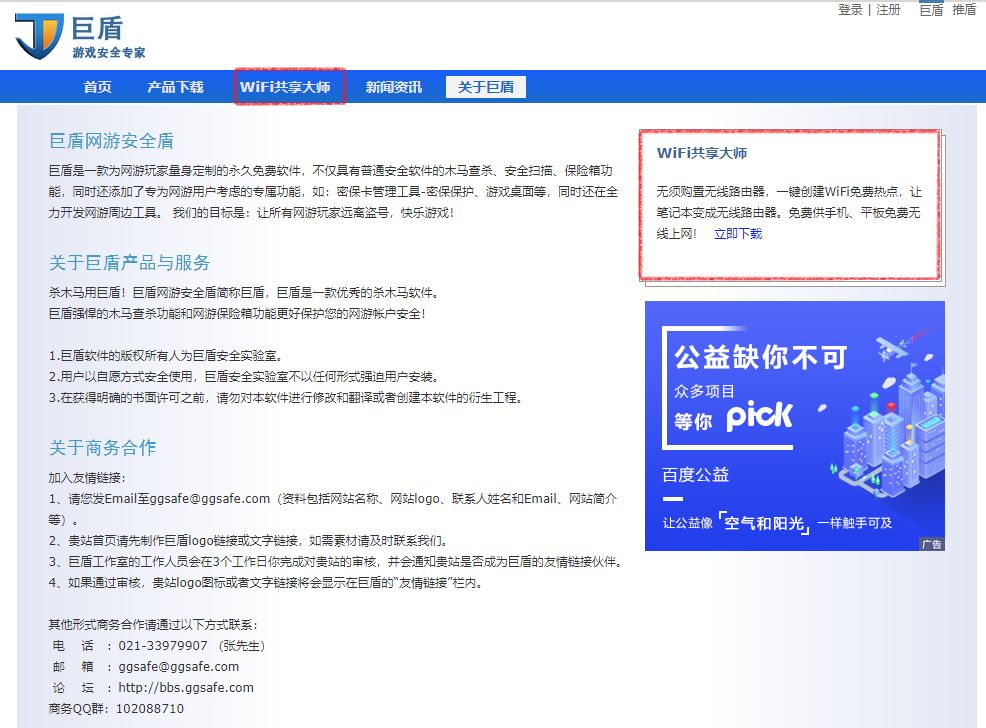 登录 | 注册 巨盾 推盾
巨盾
游戏安全专家
首页 产品下载 WiFi共享大师 新闻资讯 关于巨盾
巨盾网游安全盾
巨盾是一款为网游玩家量身定制的永久免费软件，不仅具有普通安全软件的木马查杀、安全扫描、保险箱功
能，同时还添加了专为网游用户考虑的专属功能，如：密保卡管理工具-密保保护、游戏桌面等，同时还在全
力开发网游周边工具。 我们的目标是：让所有网游玩家远离盗号，快乐游戏！
关于巨盾产品与服务
杀木马用巨盾！巨盾网游安全盾简称巨盾，巨盾是一款优秀的杀木马软件。
巨盾强悍的木马查杀功能和网游保险箱功能更好保护您的网游帐户安全！
1.巨盾软件的版权所有人为巨盾安全实验室。
2.用户以自愿方式安全使用，巨盾安全实验室不以任何形式强迫用户安装。
3.在获得明确的书面许可之前，请勿对本软件进行修改和翻译或者创建本软件的衍生工程。
关于商务合作
加入友情链接：
1、请您发Email至ggsafe@ggsafe.com（资料包括网站名称、网站logo、联系人姓名和Email、网站简介
等）。
2、贵站首页请先制作巨盾logo链接或文字链接，如需素材请及时联系我们。
3、巨盾工作室的工作人员会在3个工作日你完成对贵站的审核，并会通知贵站是否成为巨盾的友情链接伙伴。
4、如果通过审核，贵站logo图标或者文字链接将会显示在巨盾的“友情链接”栏内。
其他形式商务合作请通过以下方式联系：
电 话 ：021-33979907 （张先生）
邮 箱 ：ggsafe@ggsafe.com
论 坛 ：http://bbs.ggsafe.com
商务QQ群：102088710
WiFi共享大师
无须购置无线路由器，一键创建WiFi免费热点，让
笔记本变成无线路由器。免费供手机、平板免费无
线上网！ 立即下载
公益缺你不可
众多项目
等你 pick
百度公益
让公益像「空气和阳光」一样触手可及
广告